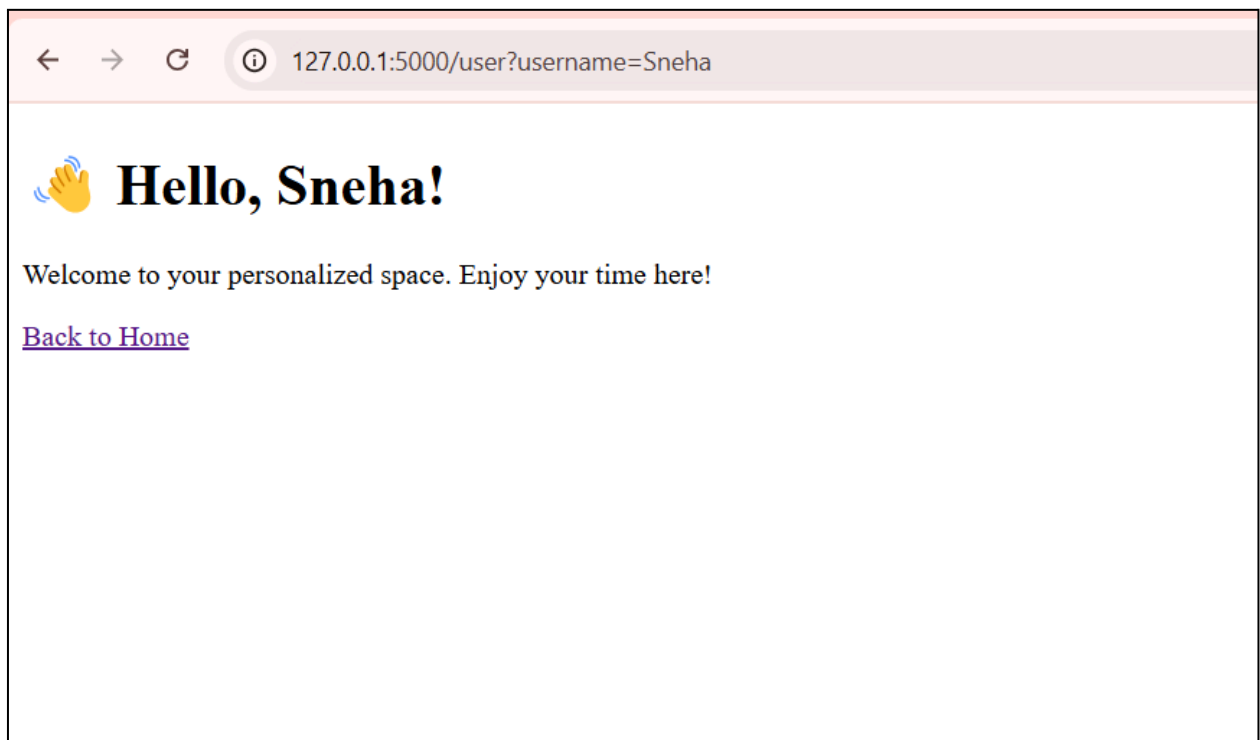 127.0.0.1:5000/user?username=Sneha
👋 Hello, Sneha!
Welcome to your personalized space. Enjoy your time here!
Back to Home